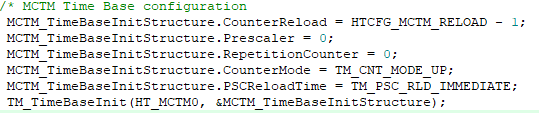 /* MCTM Time Base configuration
MCTM_TimeBaseInitStructure.CounterReload = HTCFG_MCTM_RELOAD - 1;
MCTM_TimeBaseInitStructure.Prescaler = 0;
MCTM_TimeBaseInitStructure.RepetitionCounter = 0;
MCTM_TimeBaseInitStructure.CounterMode = TM_CNT_MODE_UP;
MCTM_TimeBaseInitStructure.PSCReloadTime = TM_PSC_RLD_IMMEDIATE;
TM_TimeBaseInit(HT_MCTM0, &MCTM_TimeBaseInitStructure);